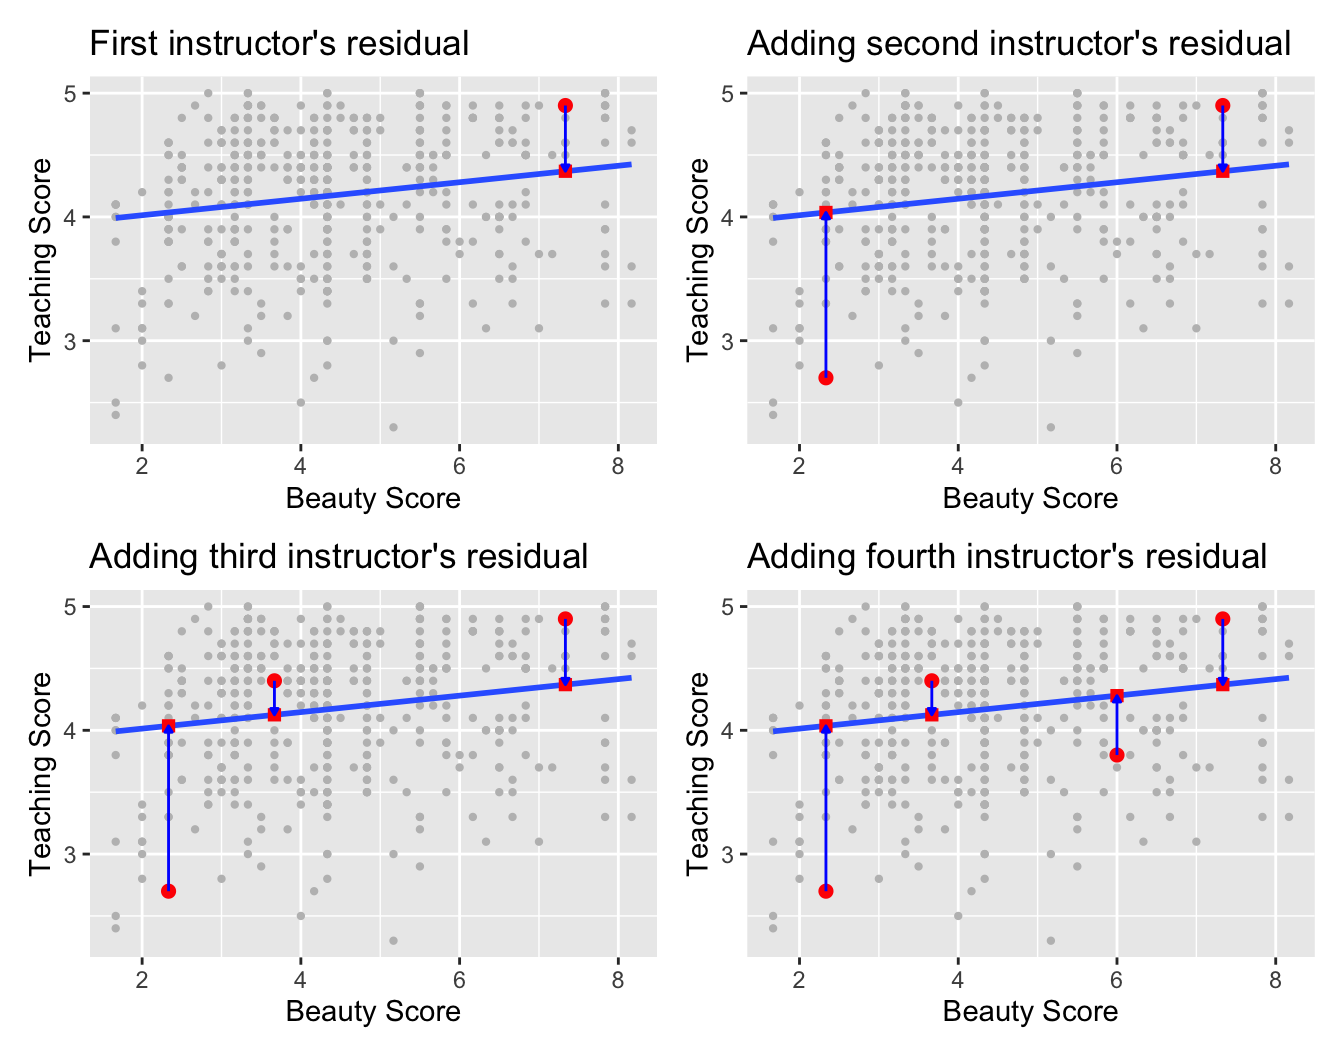 First instructor's residual
5
4
3
Teaching Score
2 4 6 8
Beauty Score
Adding second instructor's residual
5
4
3
Teaching Score
2 4 6 8
Beauty Score
Adding third instructor's residual
5
4
3
Teaching Score
2 4 6 8
Beauty Score
Adding fourth instructor's residual
5
4
3
Teaching Score
2 4 6 8
Beauty Score